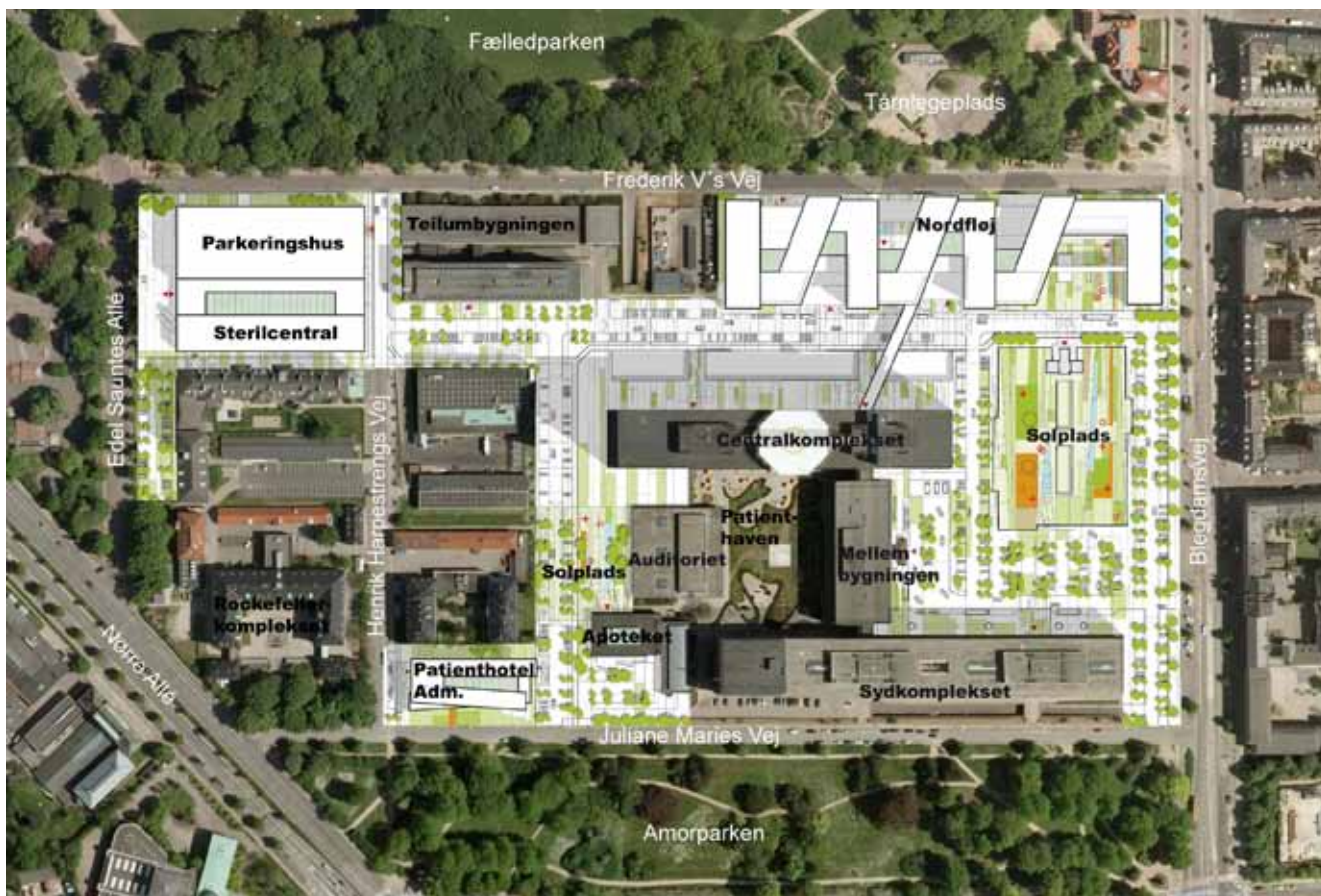 Fælledparken
Tårnlegeplads
Frederik V´s Vej
Parkeringshus
Teilumbygningen
Nordfløj
Sterilcentral
Edel Sauntes Allé
Centralkomplekset
Solplads
Henrik Harpestrengs Vej
Patient-
haven
Blegdamsvej
Auditoriet
Mellem
bygningen
Solplads
Rockefeller
komplekset
Nørre Allé
Apoteket
Patienthotel
Adm.
Sydkomplekset
Juliane Maries Vej
Amorparken